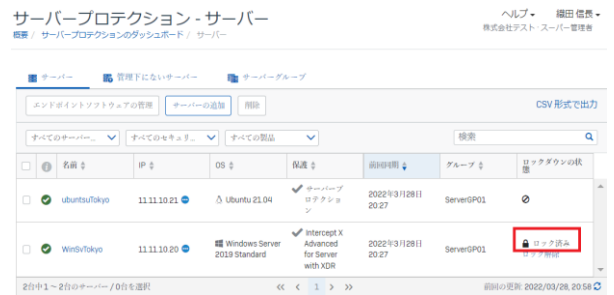 サーバープロテクション - サーバー
ヘルプ 織田 信長
概要 / サーバープロテクションのダッシュボード / サーバー
株式会社テスト · スーパー管理者
サーバー 管理下にないサーバー サーバーグループ
エンドポイントソフトウェアの管理 サーバーの追加 削除 CSV 形式で出力
すべてのサーバー... すべてのセキュリ... すべての製品 検索
名前 IP OS 保護 前回同期 グループ ロックダウンの状態
ubuntsuTokyo 11.11.10.21 Ubuntu 21.04 サーバープロテクション 2022年3月28日 20:27 ServerGP01
WinSvTokyo 11.11.10.20 Windows Server 2019 Standard Intercept X Advanced for Server with XDR 2022年3月28日 20:27 ServerGP01 ロック済み
ロック解除
2台中 1 ~ 2台のサーバー / 0台を選択 << < 1 > >> 前回の更新: 2022/03/28, 20:58